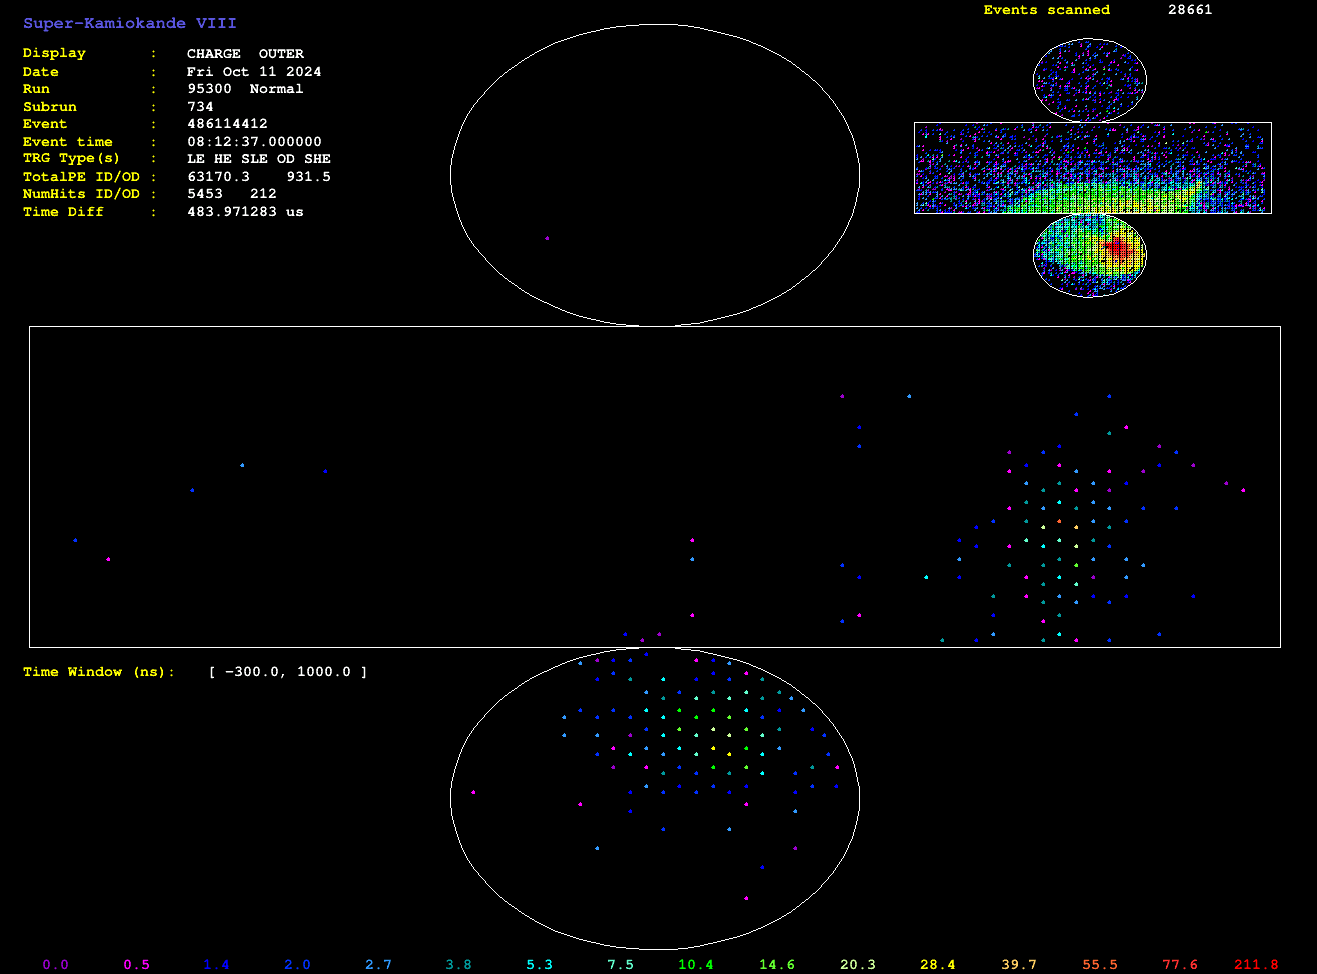 Super-Kamiokande VIII
Events scanned 28661
Display : CHARGE OUTER
Date : Fri Oct 11 2024
Run : 95300 Normal
Subrun : 734
Event : 486114412
Event time : 08:12:37.000000
TRG Type(s) : LE HE SLE OD SHE
TotalPE ID/OD : 63170.3 931.5
NumHits ID/OD : 5453 212
Time Diff : 483.971283 us
Time Window (ns): [ -300.0, 1000.0 ]
0.0 0.5 1.4 2.0 2.7 3.8 5.3 7.5 10.4 14.6 20.3 28.4 39.7 55.5 77.6 211.8